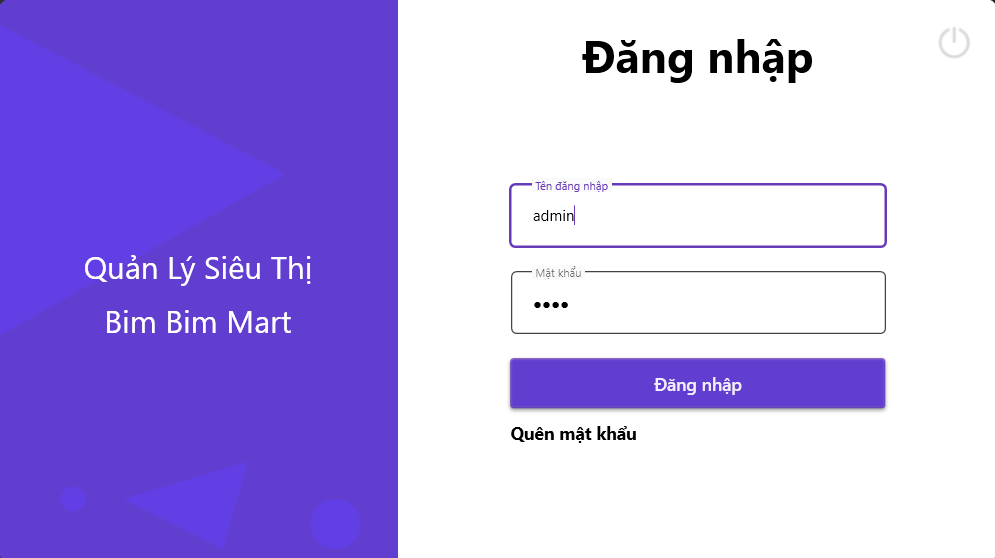 Đăng nhập
Quản Lý Siêu Thị
Bim Bim Mart
Tên đăng nhập
admin
Mật khẩu
••••
Đăng nhập
Quên mật khẩu